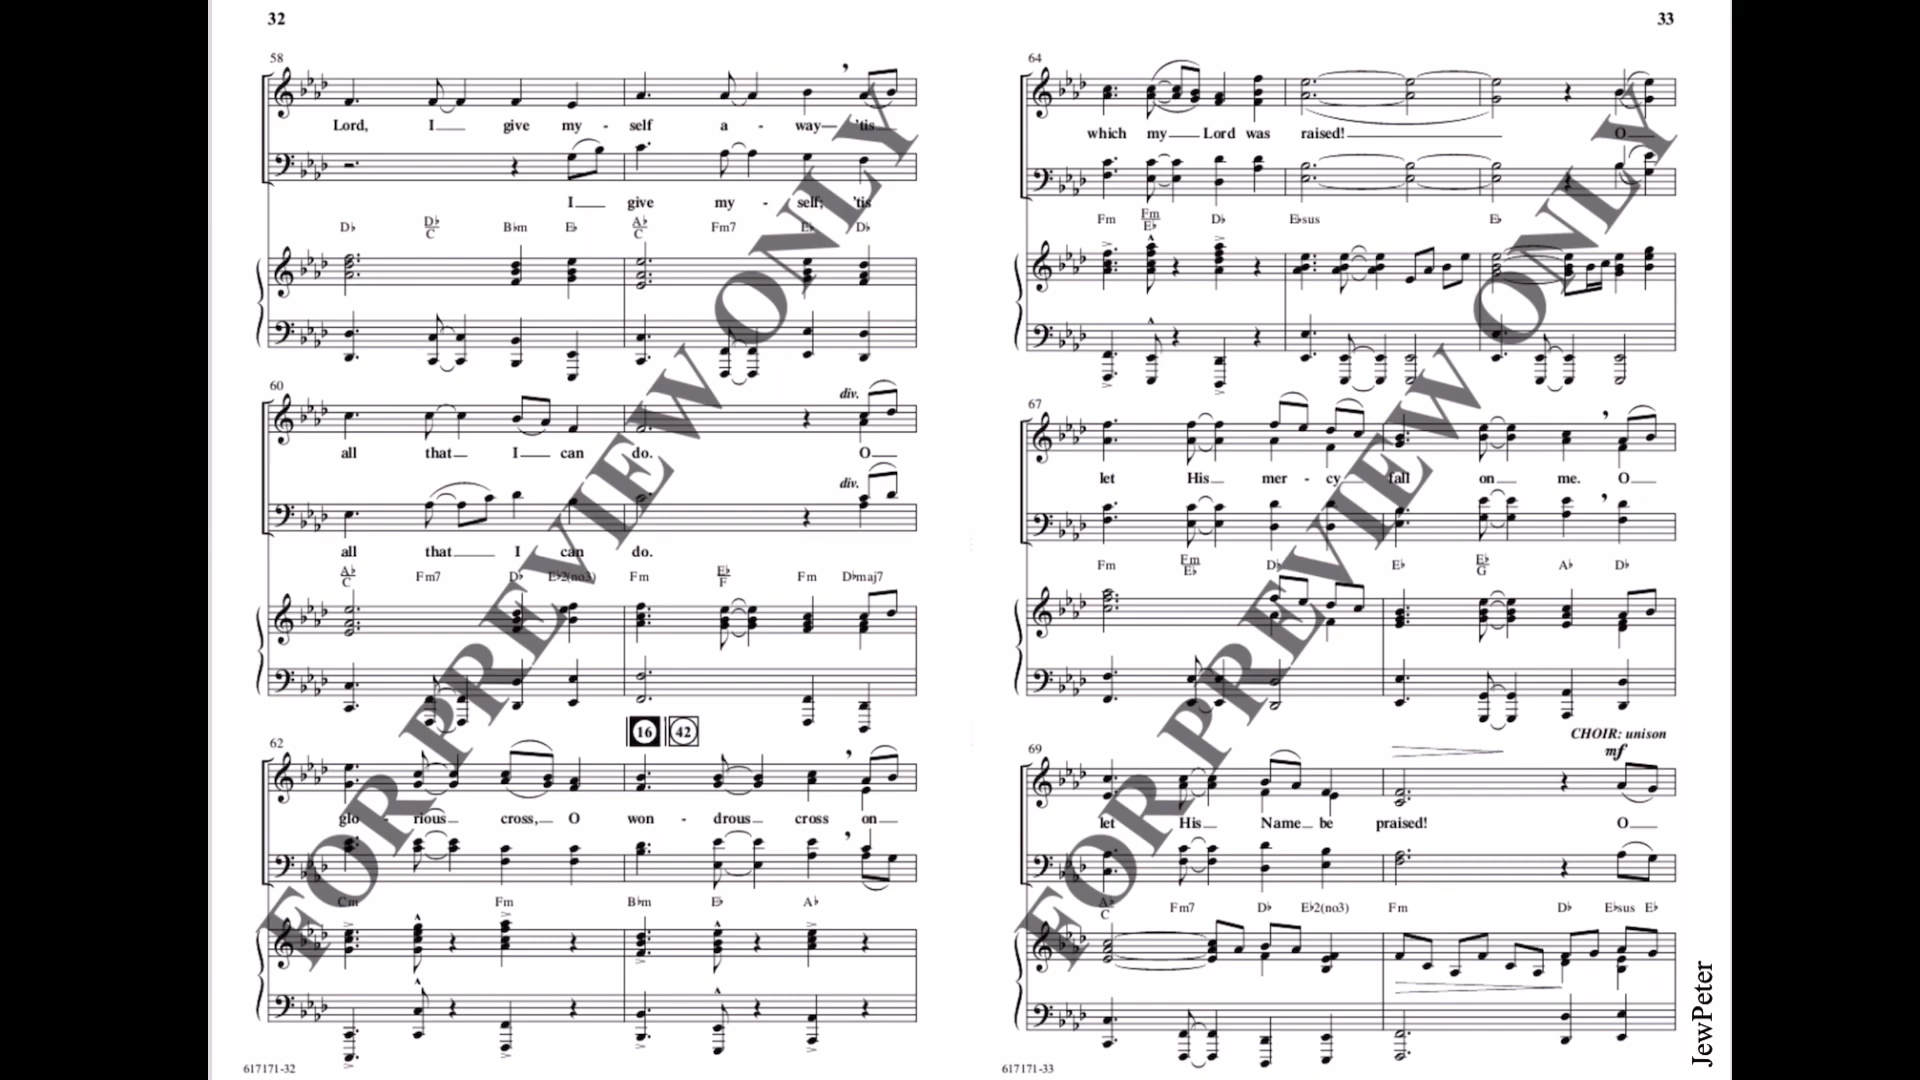 32
58
Lord, I give my - self a - way— 'tis
I give my - self; 'tis
D♭ D♭/C B♭m E♭ A♭/C Fm7 E♭ D♭
60
div.
all that I can do. O
div.
all that I can do.
A♭/C Fm7 D♭ E♭2(no3) Fm E♭/F Fm D♭maj7
16 42
62
glo - rious cross, O won - drous cross on
Cm Fm B♭m E♭ A♭
617171-32
33
64
which my Lord was raised! O
Fm Fm/E♭ D♭ E♭sus E♭
67
let His mer - cy fall on me. O
Fm Fm/E♭ D♭ E♭ E♭/G A♭ D♭
CHOIR: unison
69
mf
let His Name be praised! O
A♭/C Fm7 D♭ E♭2(no3) Fm D♭ E♭sus E♭
617171-33
FOR PREVIEW ONLY
FOR PREVIEW ONLY
JewPeter